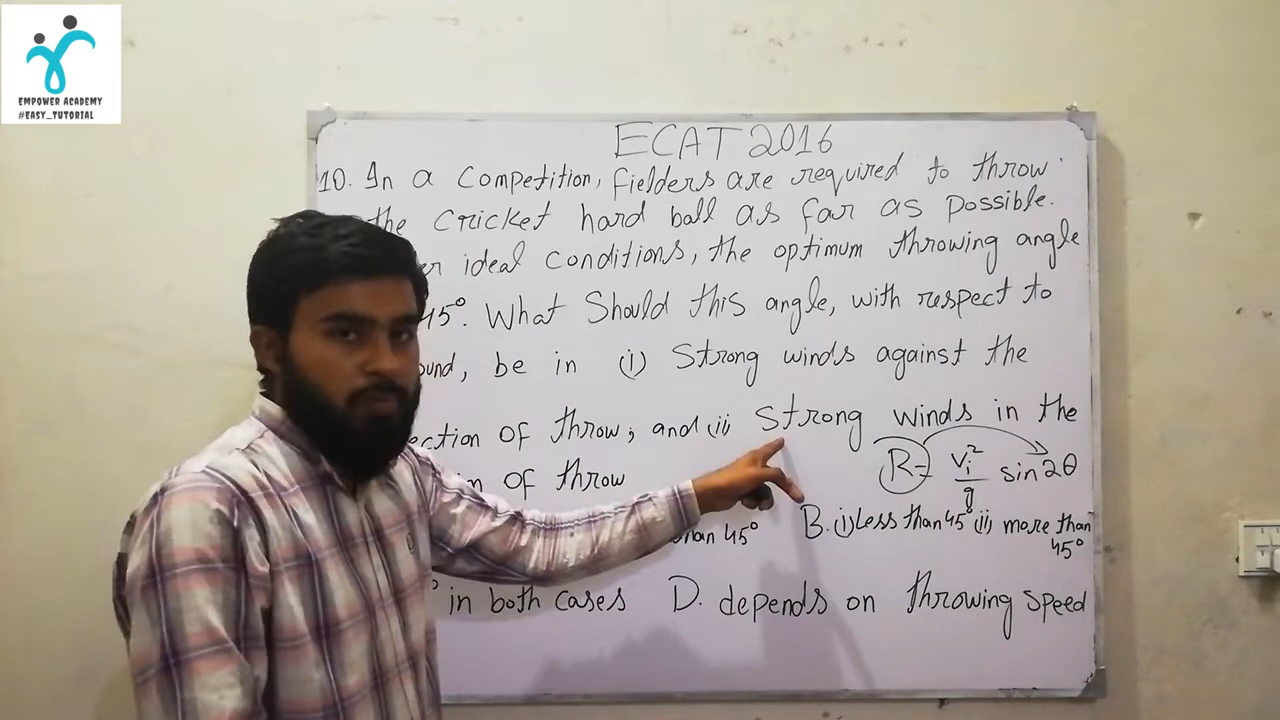 EMPOWER ACADEMY
#EASY_TUTORIAL
ECAT 2016
10. In a Competition, fielders are required to throw
the cricket hard ball as far as possible.
ideal conditions, the optimum throwing angle
45°. What Should this angle, with respect to
be in (i) Strong winds against the
of throw; and (ii Strong winds in the
of throw
R = Vi²/g sin2θ
45° B. (i) Less than 45 (ii) more than
45°
in both cases D. depends on throwing speed